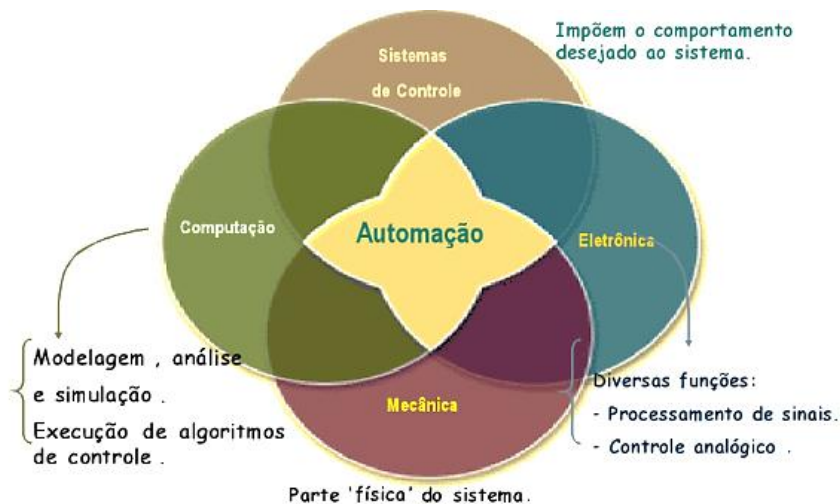 Impõem o comportamento
desejado ao sistema.
Sistemas
de Controle
Computação
Automação
Eletrônica
Modelagem , análise
e simulação .
Execução de algoritmos
de controle .
Mecânica
Diversas funções:
- Processamento de sinais.
- Controle analógico .
Parte 'física' do sistema.